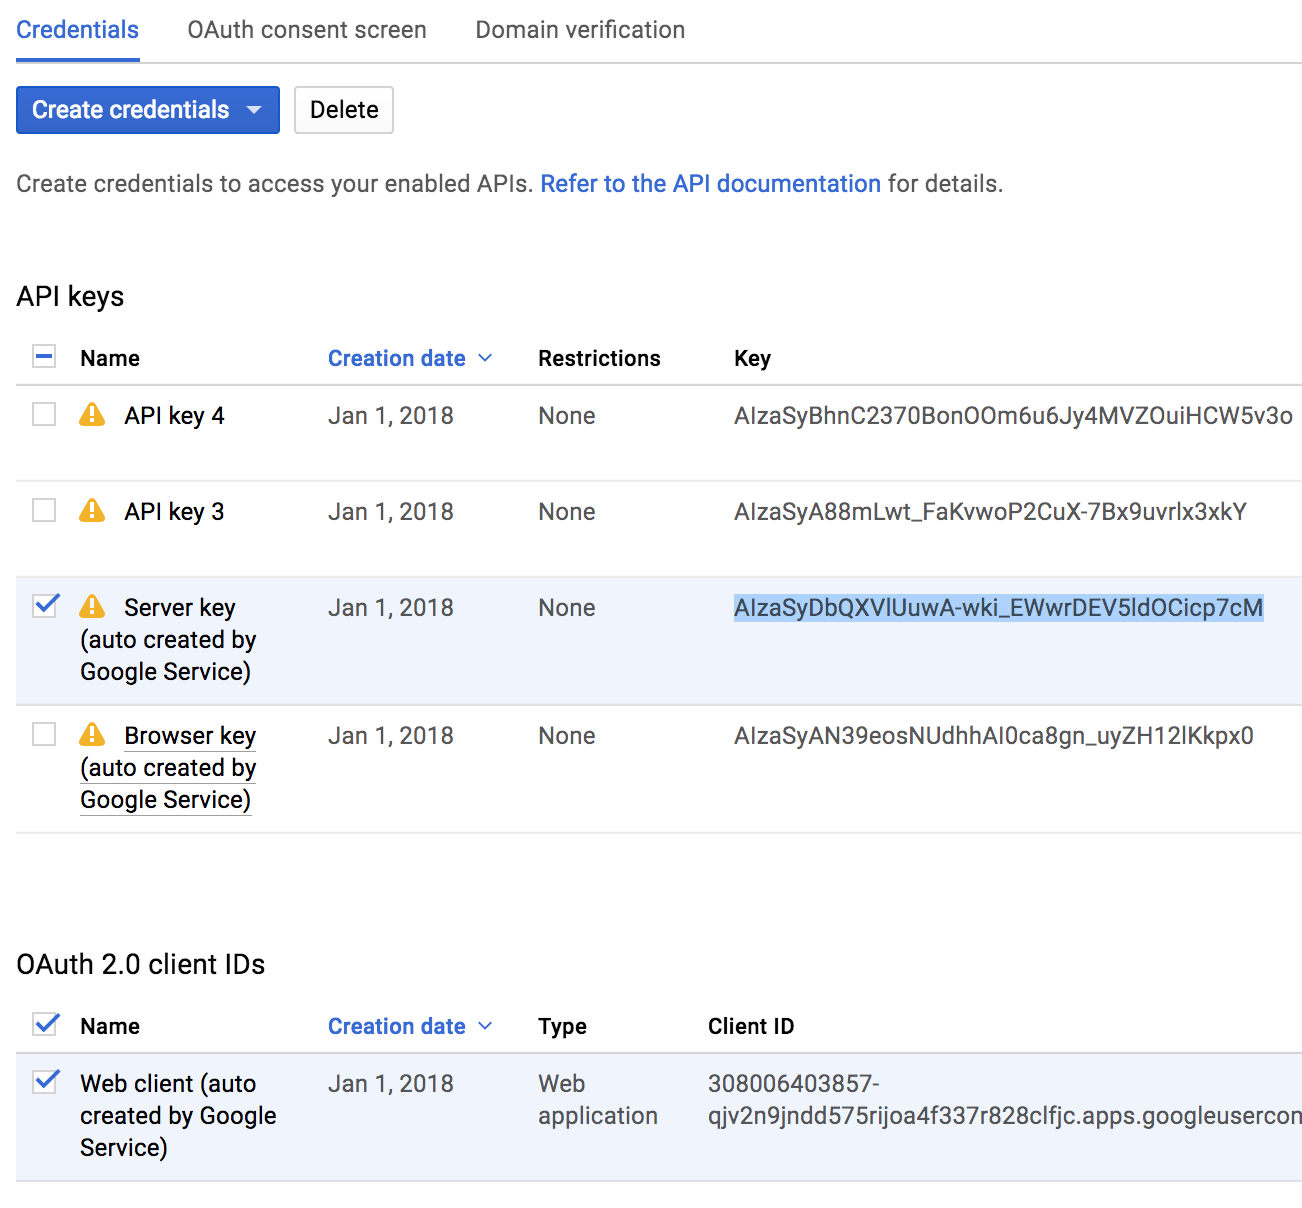 Credentials OAuth consent screen Domain verification
Create credentials Delete
Create credentials to access your enabled APIs. Refer to the API documentation for details.
API keys
Name Creation date Restrictions Key
API key 4 Jan 1, 2018 None AIzaSyBhnC2370BonOOm6u6Jy4MVZOuiHCW5v3o
API key 3 Jan 1, 2018 None AIzaSyA88mLwt_FaKvwoP2CuX-7Bx9uvrlx3xkY
Server key Jan 1, 2018 None AIzaSyDbQXVlUuwA-wki_EWwrDEV5ldOCicp7cM
(auto created by
Google Service)
Browser key Jan 1, 2018 None AIzaSyAN39eosNUdhhAI0ca8gn_uyZH12lKkpx0
(auto created by
Google Service)
OAuth 2.0 client IDs
Name Creation date Type Client ID
Web client (auto Jan 1, 2018 Web 308006403857-
created by Google application qjv2n9jndd575rijoa4f337r828clfjc.apps.googleusercon
Service)